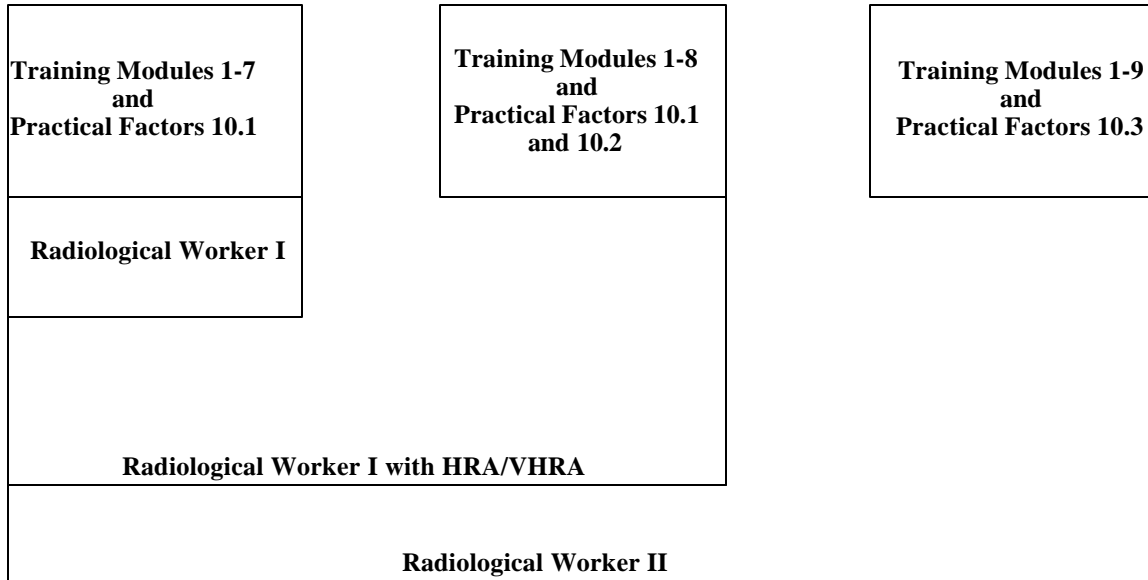 Training Modules 1-7
and
Practical Factors 10.1
Training Modules 1-8
and
Practical Factors 10.1
and 10.2
Training Modules 1-9
and
Practical Factors 10.3
Radiological Worker I
Radiological Worker I with HRA/VHRA
Radiological Worker II